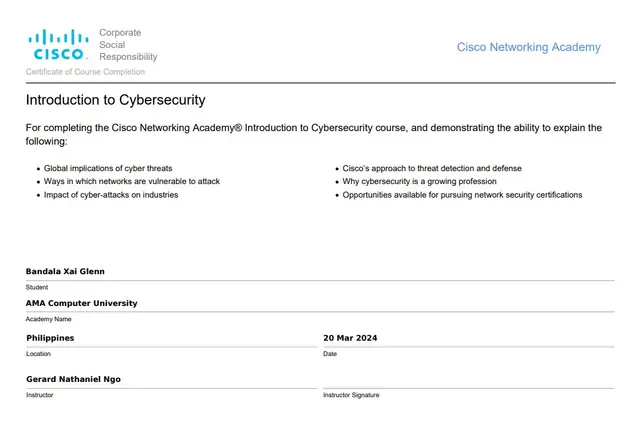 Corporate
Social
Responsibility
CISCO
Cisco Networking Academy
Certificate of Course Completion
Introduction to Cybersecurity
For completing the Cisco Networking Academy® Introduction to Cybersecurity course, and demonstrating the ability to explain the
following:
• Global implications of cyber threats
• Ways in which networks are vulnerable to attack
• Impact of cyber-attacks on industries
• Cisco's approach to threat detection and defense
• Why cybersecurity is a growing profession
• Opportunities available for pursuing network security certifications
Bandala Xai Glenn
Student
AMA Computer University
Academy Name
Philippines
Location
20 Mar 2024
Date
Gerard Nathaniel Ngo
Instructor
Instructor Signature